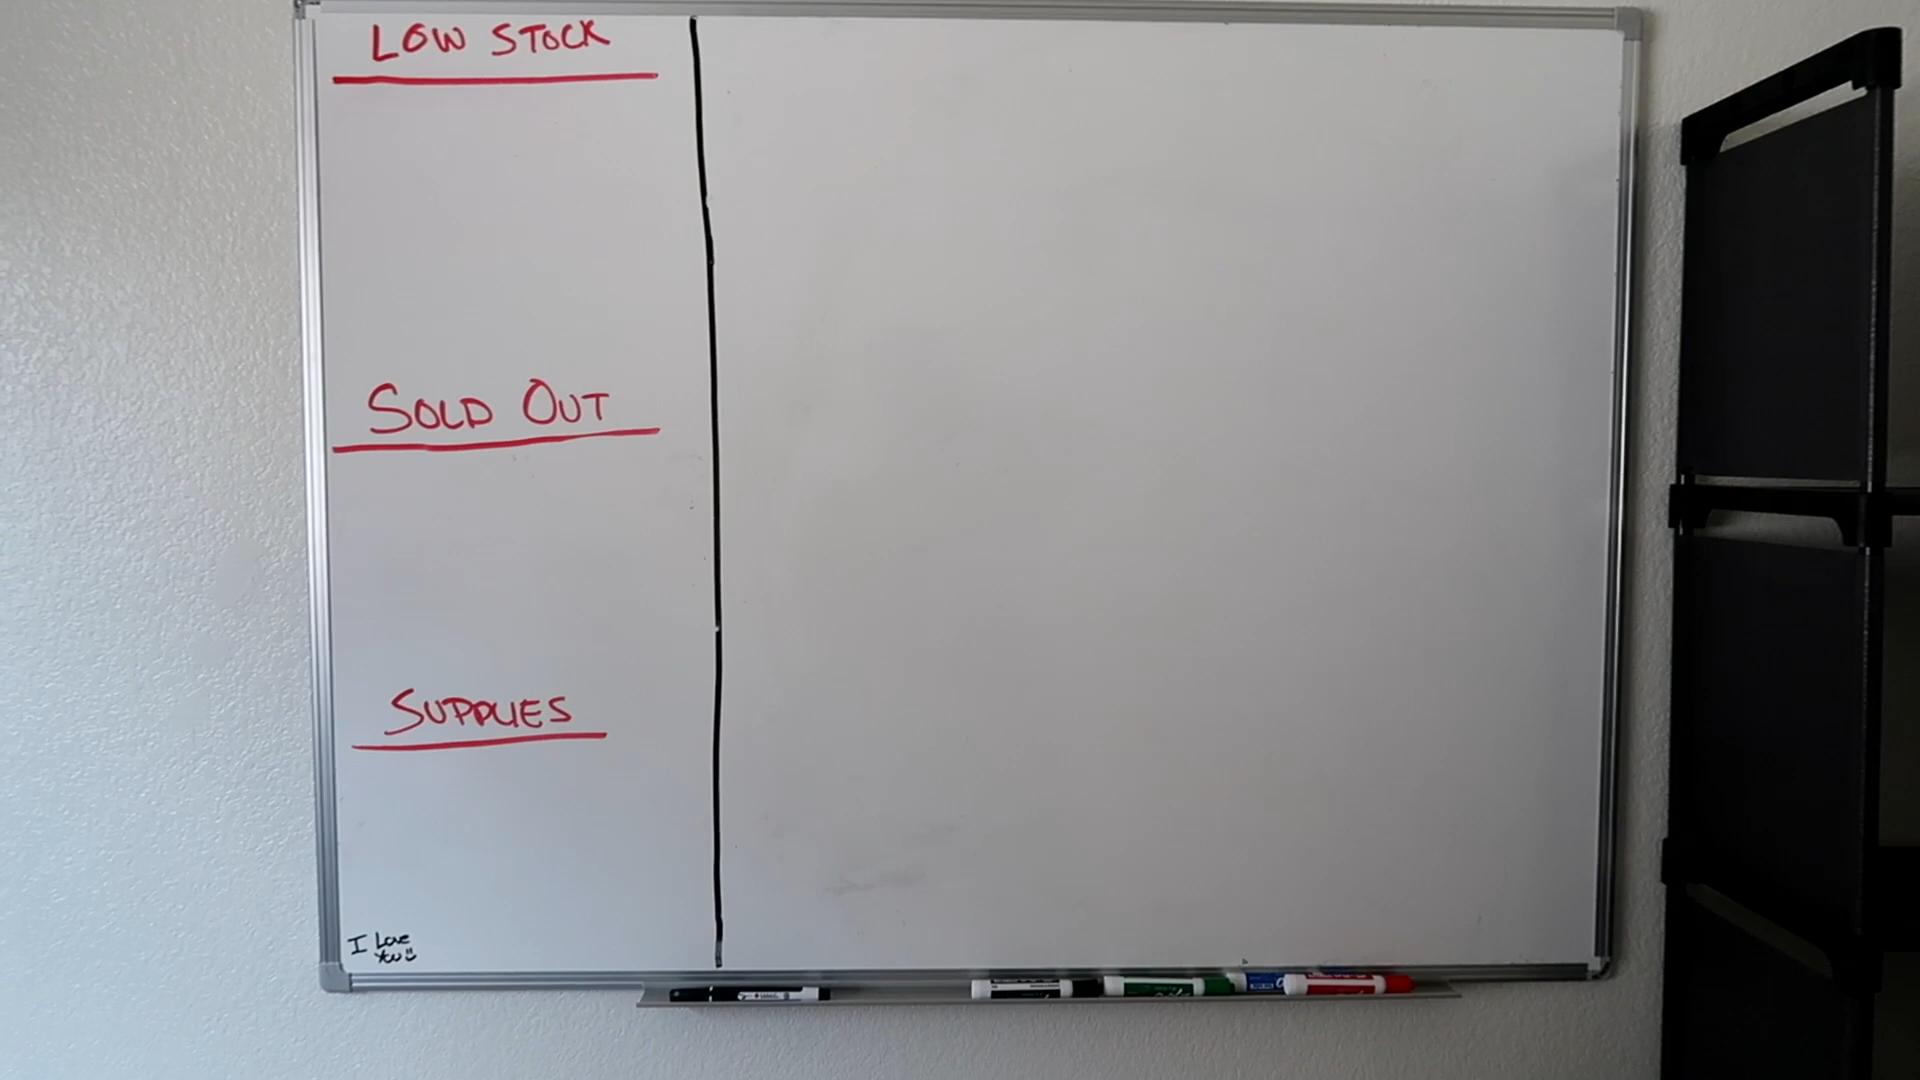 LOW STOCK
SOLD OUT
SUPPLIES
I Love
You